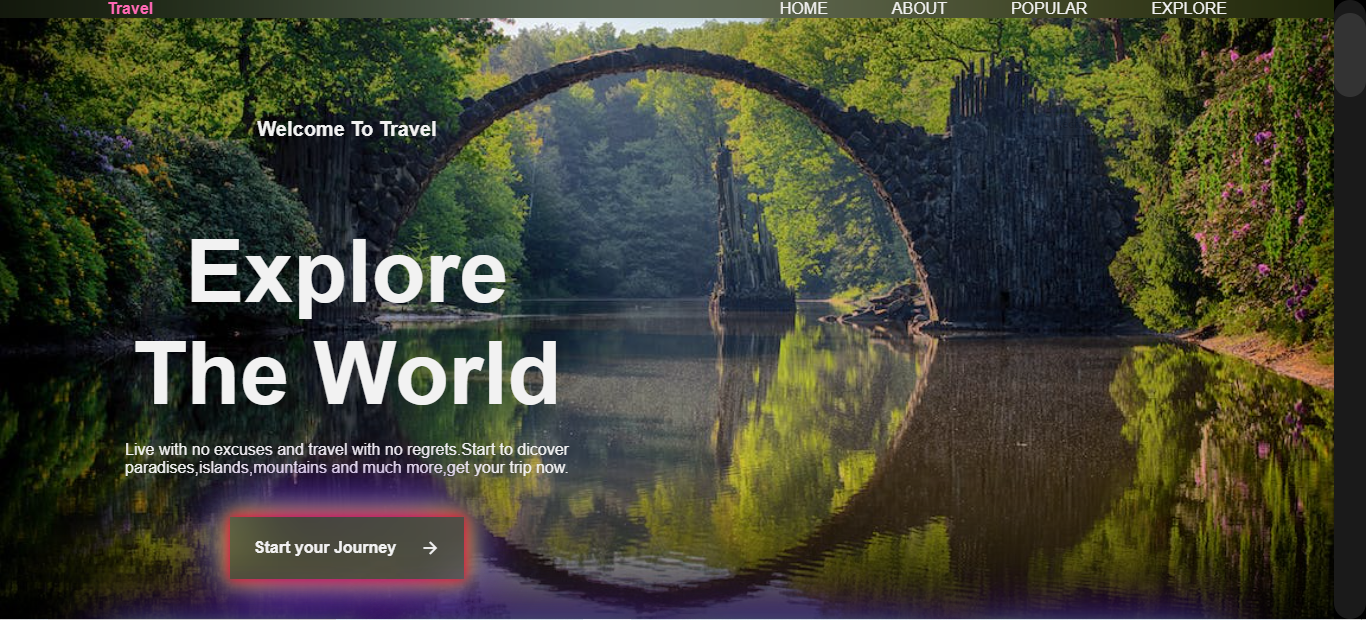 Travel HOME ABOUT POPULAR EXPLORE
Welcome To Travel
Explore
The World
Live with no excuses and travel with no regrets.Start to dicover
paradises,islands,mountains and much more,get your trip now.
Start your Journey →